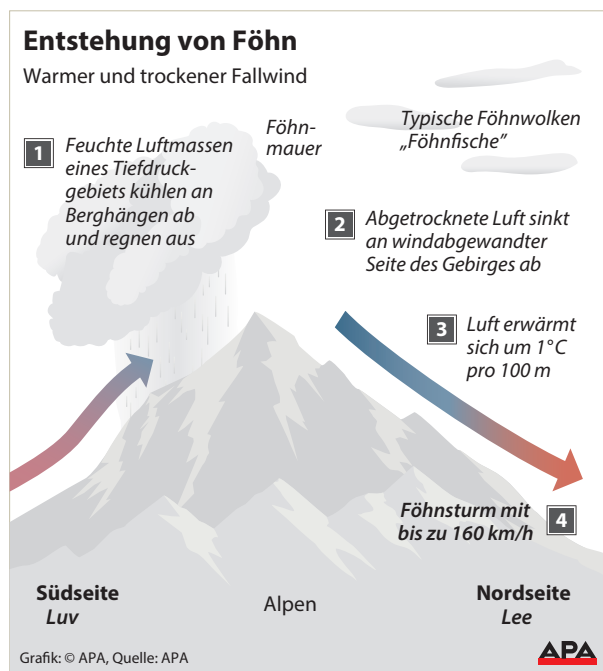 Entstehung von Föhn
Warmer und trockener Fallwind
1
Feuchte Luftmassen
eines Tiefdruck-
gebiets kühlen an
Berghängen ab
und regnen aus
Föhn-
mauer
Typische Föhnwolken
„Föhnfische”
2
Abgetrocknete Luft sinkt
an windabgewandter
Seite des Gebirges ab
3
Luft erwärmt
sich um 1°C
pro 100 m
Föhnsturm mit
bis zu 160 km/h
4
Südseite
Luv
Alpen
Nordseite
Lee
Grafik: © APA, Quelle: APA
APA